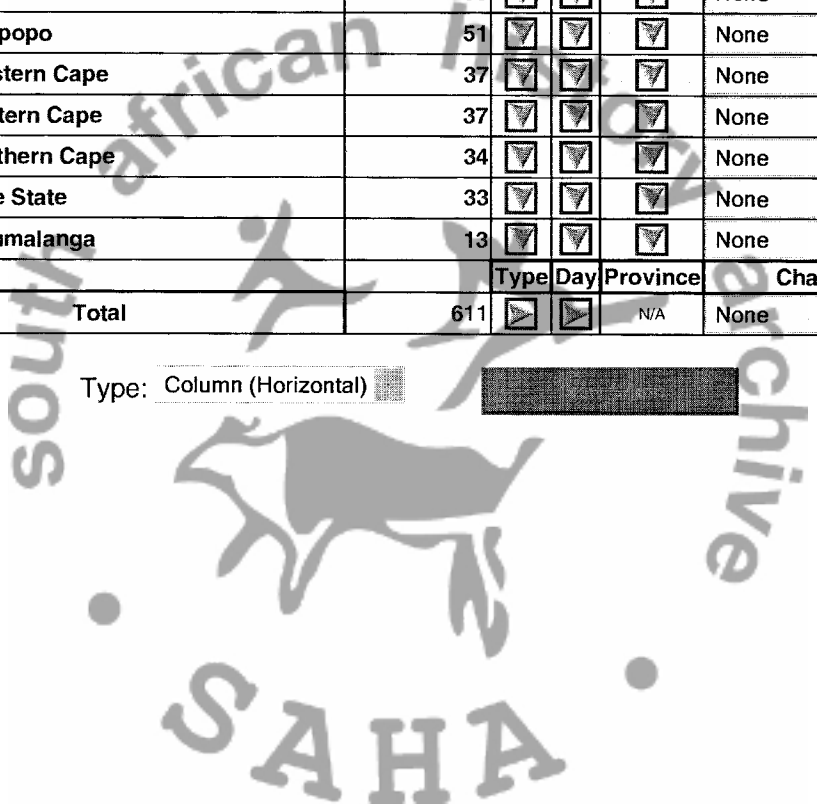 popo 51 None
stern Cape 37 None
tern Cape 37 None
thern Cape 34 None
e State 33 None
umalanga 13 None
Type Day Province Cha
Total 611 N/A None
Type: Column (Horizontal)
south african history archive
SAHA